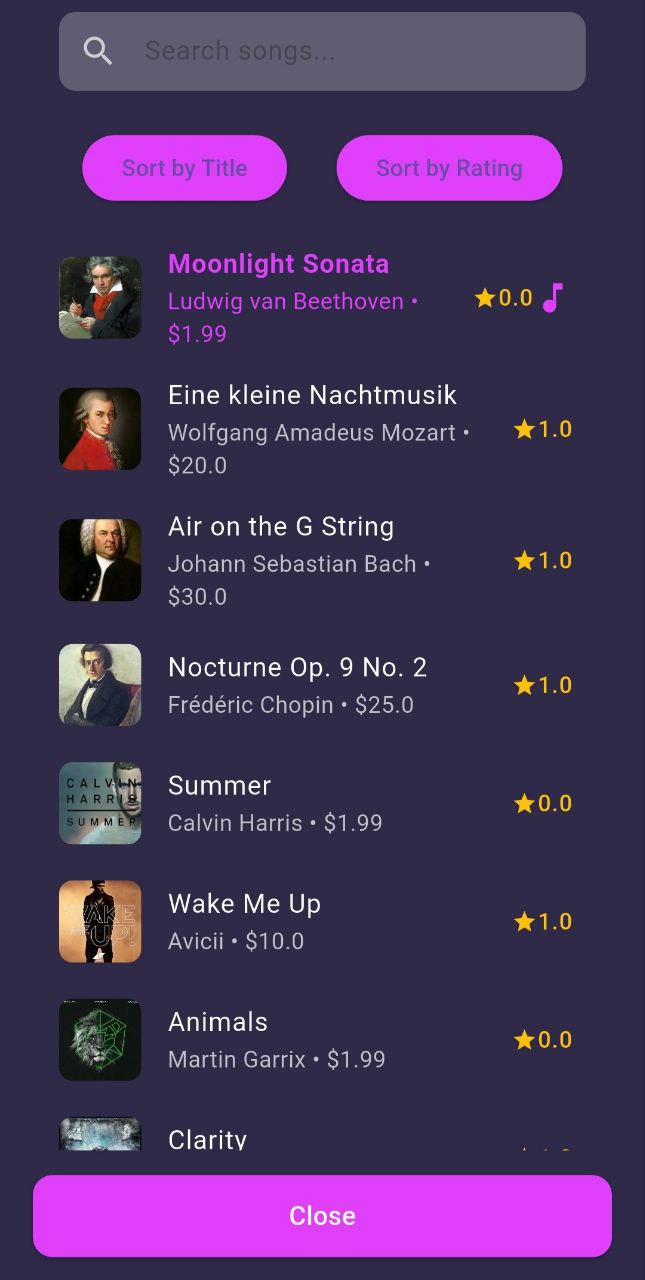 Search songs...
Sort by Title
Sort by Rating
Moonlight Sonata
Ludwig van Beethoven •
$1.99
0.0
Eine kleine Nachtmusik
Wolfgang Amadeus Mozart •
$20.0
1.0
Air on the G String
Johann Sebastian Bach •
$30.0
1.0
Nocturne Op. 9 No. 2
Frédéric Chopin • $25.0
1.0
CALVIN
HARRIS
SUMMER
Summer
Calvin Harris • $1.99
0.0
WAKE
ME UP!
Wake Me Up
Avicii • $10.0
1.0
Animals
Martin Garrix • $1.99
0.0
Clarity
Close